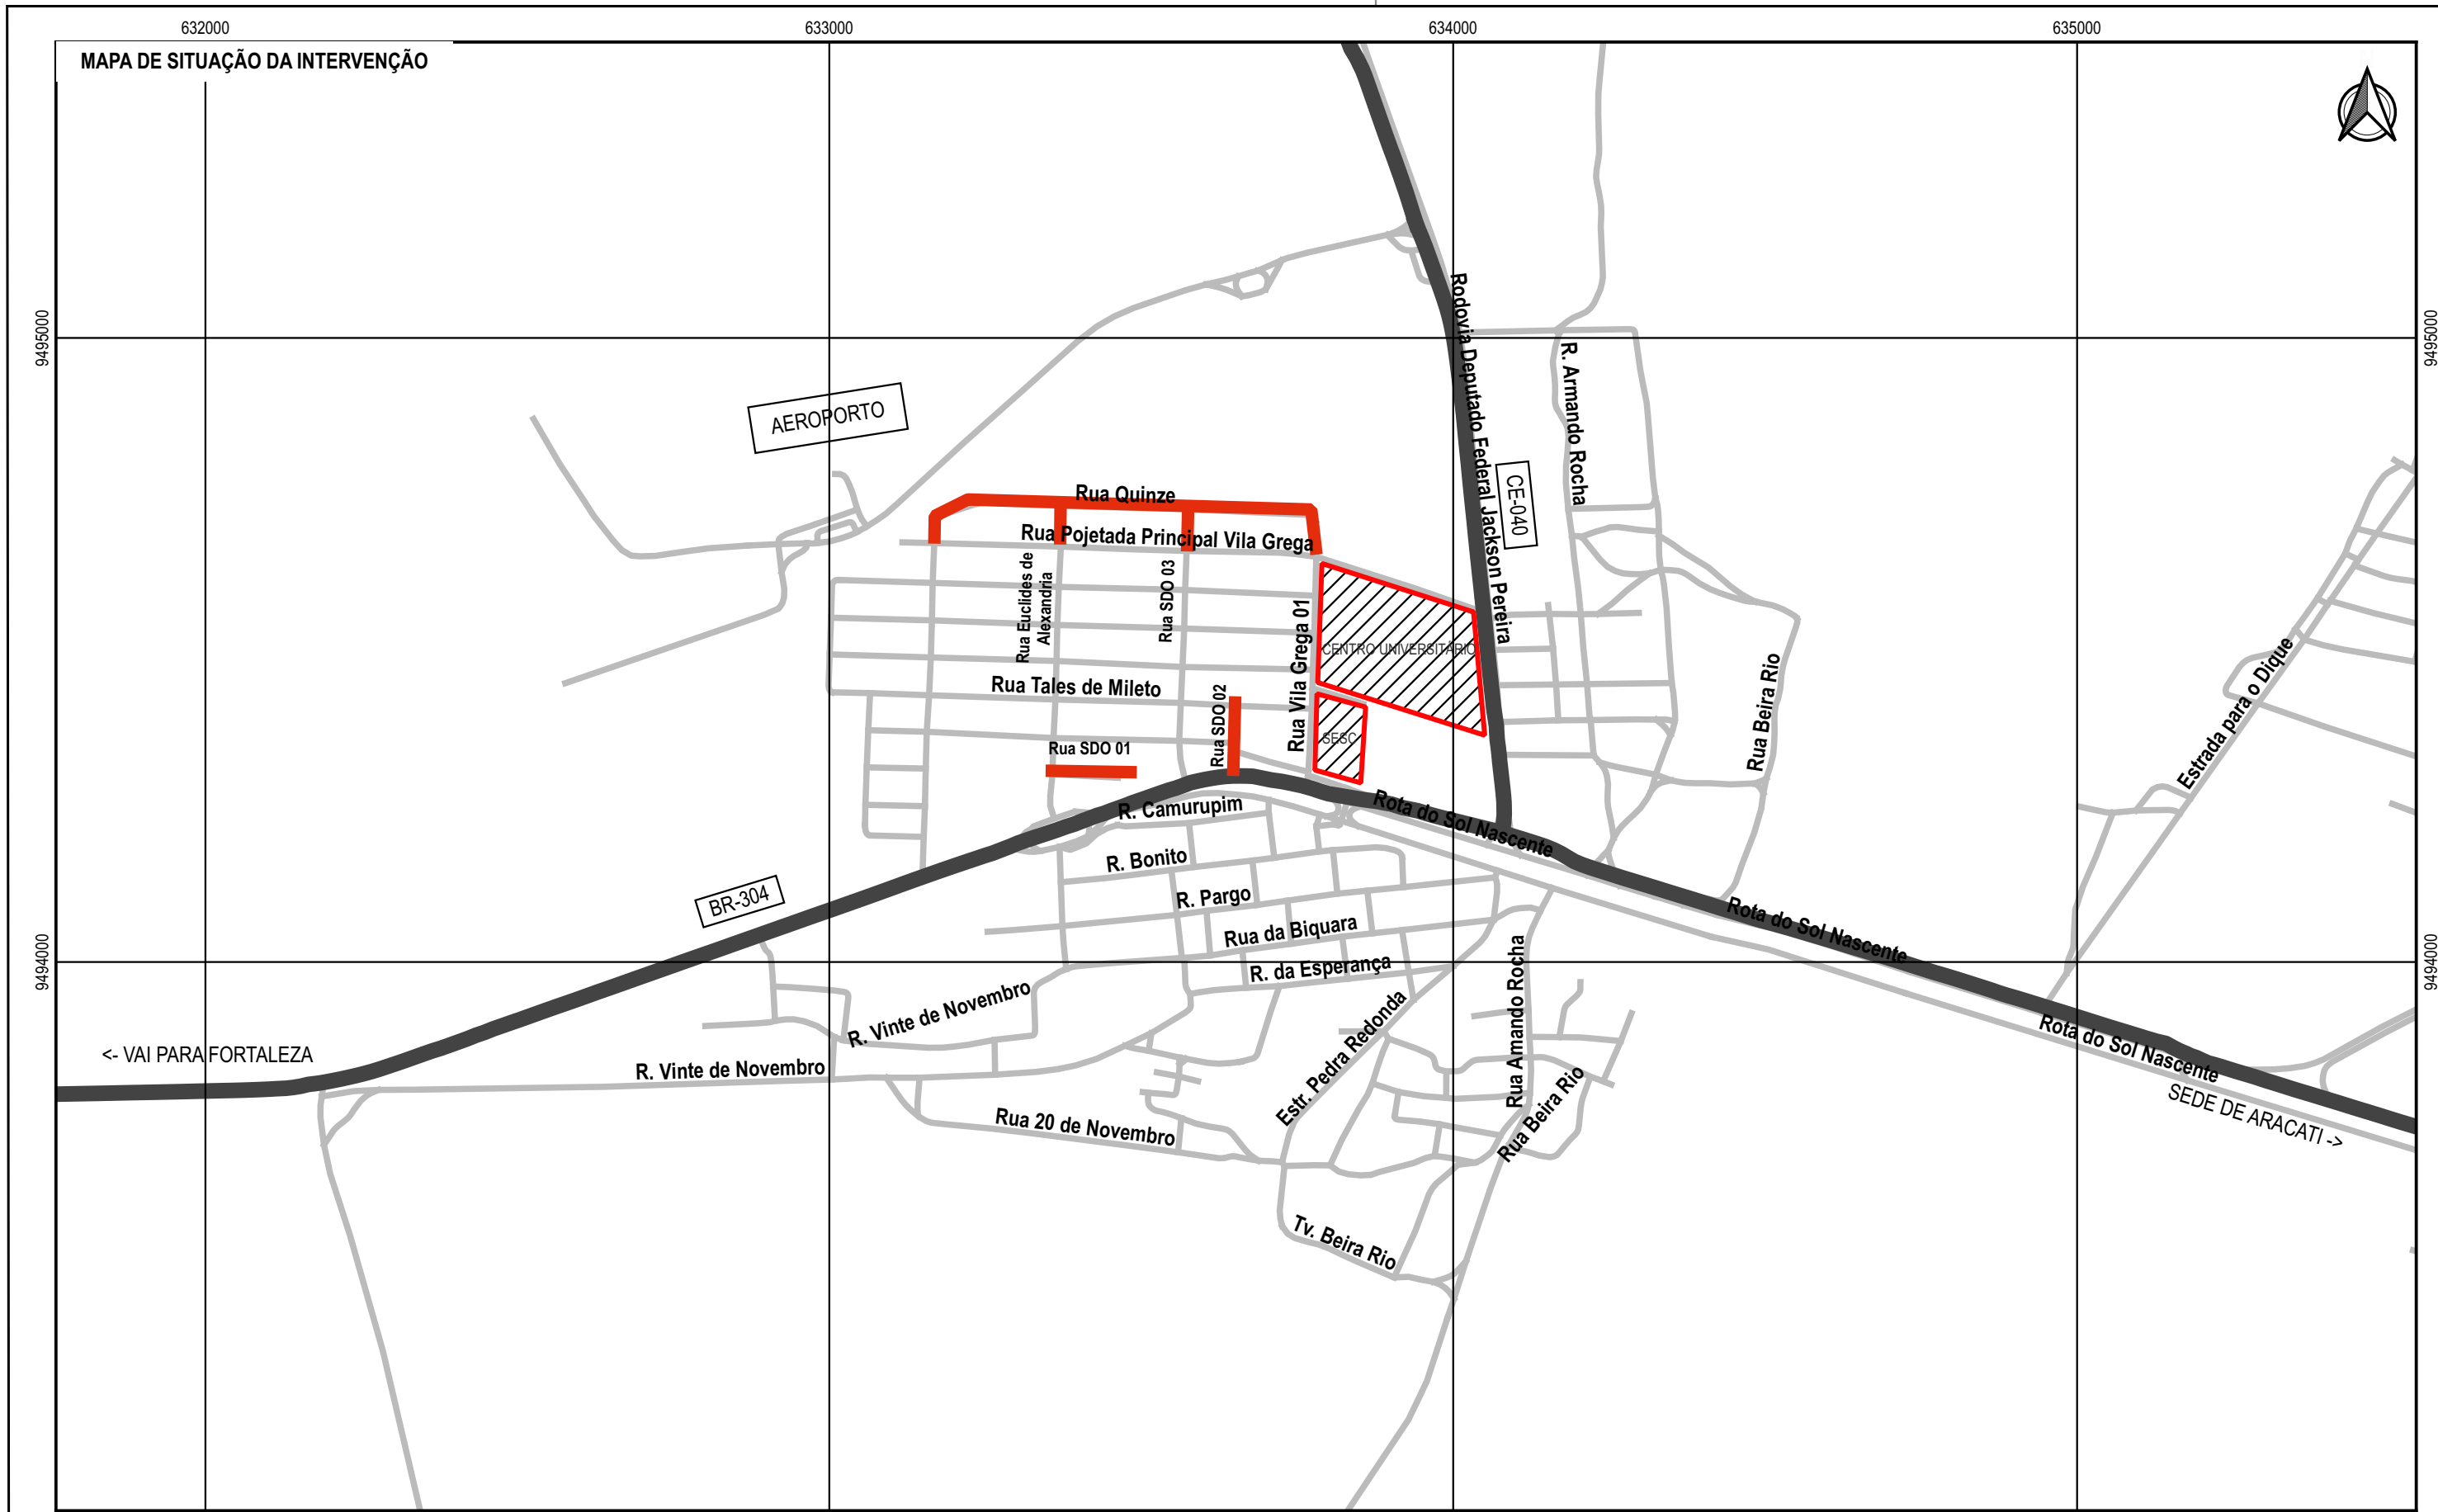 632000
633000
634000
635000
MAPA DE SITUAÇÃO DA INTERVENÇÃO
9495000
9495000
Rodovia Deputado Federal Jackson Pereira
R. Armando Rocha
AEROPORTO
CE-040
Rua Quinze
Rua Pojetada Principal Vila Grega
Rua Euclides de
Alexandria
Rua SDO 03
Rua Vila Grega 01
CENTRO UNIVERSITÁRIO
Rua Beira Rio
Estrada para o Dique
Rua Tales de Mileto
Rua SDO 02
SESC
Rua SDO 01
R. Camurupim
Rota do Sol Nascente
R. Bonito
BR-304
R. Pargo
Rota do Sol Nascente
Rua da Biquara
R. da Esperança
9494000
9494000
Rua Amando Rocha
R. Vinte de Novembro
Estr. Pedra Redonda
<- VAI PARA FORTALEZA
R. Vinte de Novembro
Rota do Sol Nascente
SEDE DE ARACATI ->
Rua 20 de Novembro
Rua Beira Rio
Tv. Beira Rio